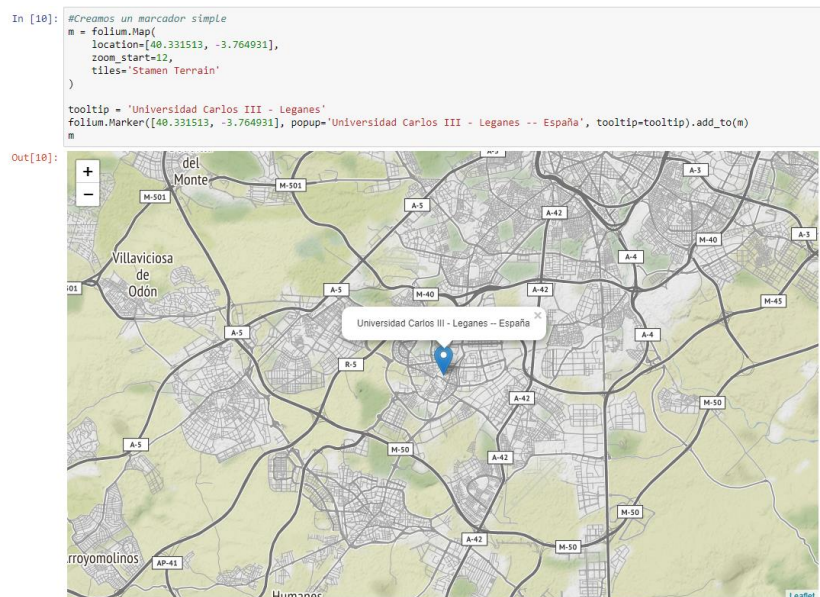 In [10]:
#Creamos un marcador simple
m = folium.Map(
    location=[40.331513, -3.764931],
    zoom_start=12,
    tiles='Stamen Terrain'
)
tooltip = 'Universidad Carlos III - Leganes'
folium.Marker([40.331513, -3.764931], popup='Universidad Carlos III - Leganes -- España', tooltip=tooltip).add_to(m)
m
Out[10]:
+
−
del
Monte
A-5
A-3
M-501
M-501
A-5
A-42
A-3
M-40
Villaviciosa
de
Odón
A-4
01
A-5
M-40
A-42
M-45
Universidad Carlos III - Leganes -- España
×
A-5
A-4
R-5
A-42
M-50
A-5
M-50
A-42
M-50
A-42
M-50
rroyomolinos
AP-41
Humanes
Leaflet